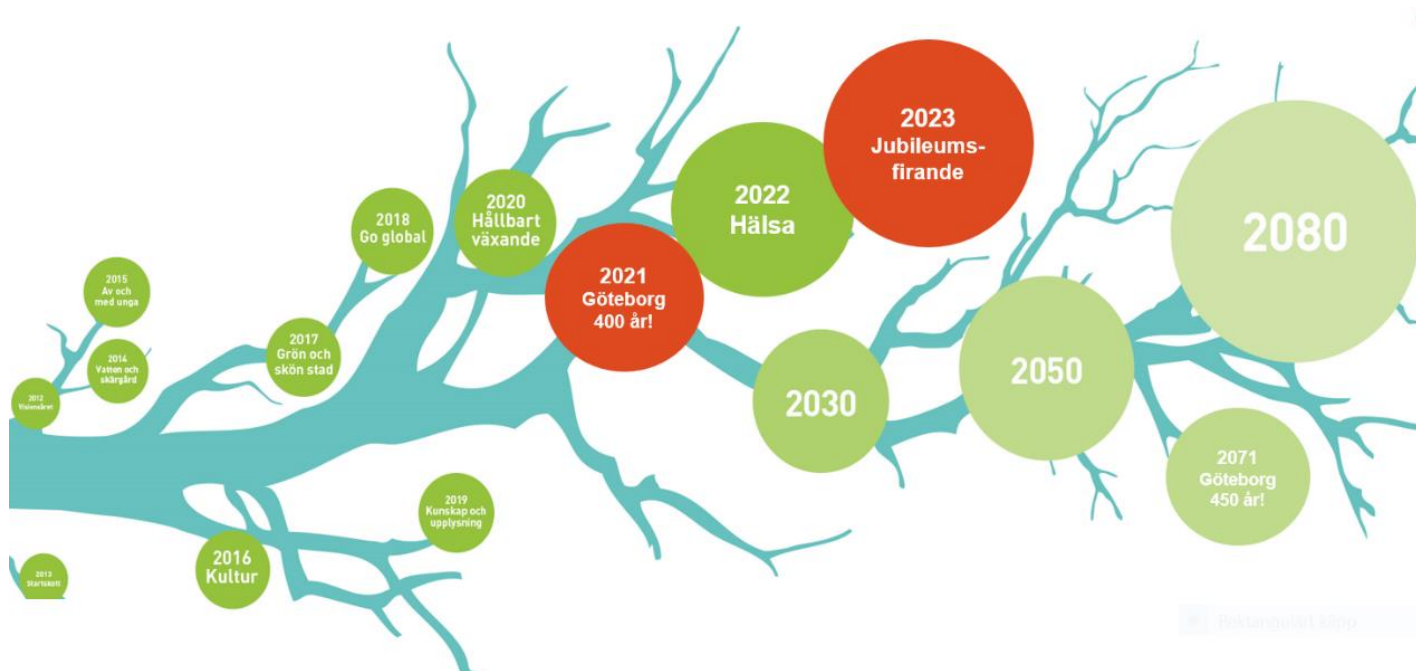 2012
Visionsåret
2013
Startskott
2014
Vatten och
skärgård
2015
Av och
med unga
2016
Kultur
2017
Grön och
skön stad
2018
Go global
2019
Kunskap och
upplysning
2020
Hållbart
växande
2021
Göteborg
400 år!
2022
Hälsa
2023
Jubileums-
firande
2030
2050
2071
Göteborg
450 år!
2080
Rektangulärt klipp